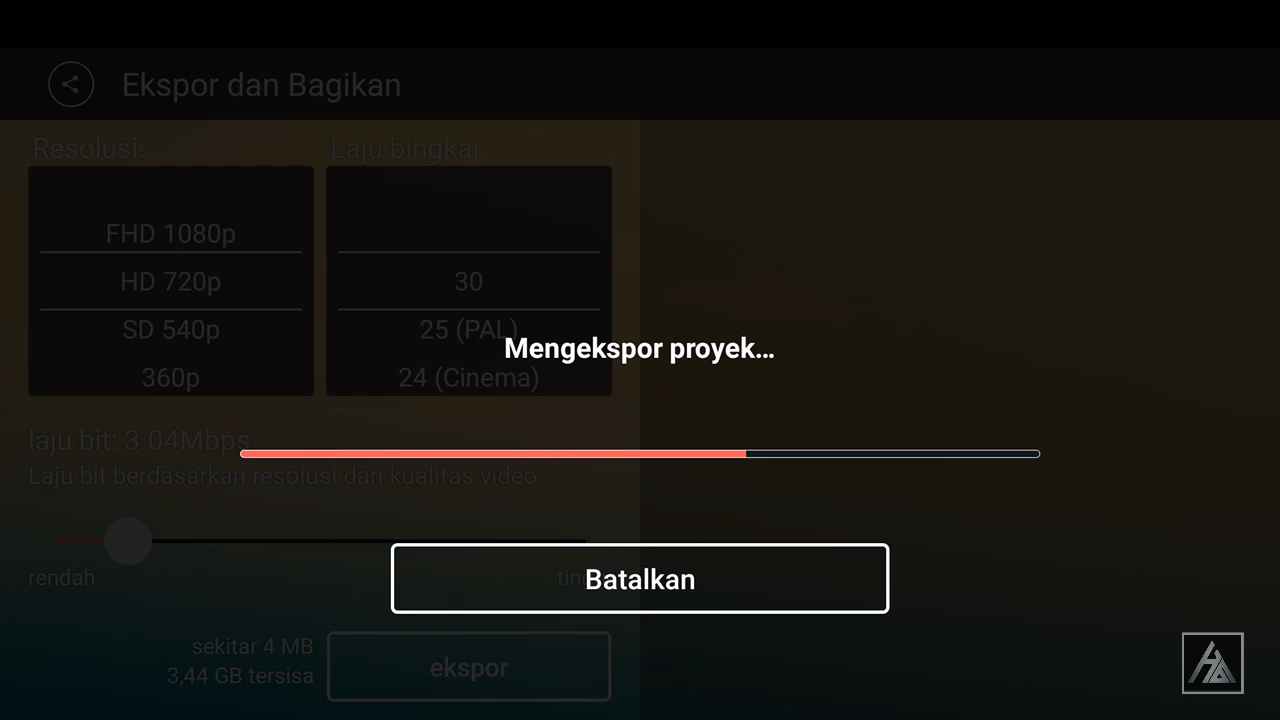 Ekspor dan Bagikan
Resolusi:
Laju bingkai
FHD 1080p
HD 720p
SD 540p
360p
30
25 (PAL)
24 (Cinema)
Mengekspor proyek...
laju bit: 3.04Mbps
Laju bit berdasarkan resolusi dan kualitas video
rendah
Batalkan
sekitar 4 MB
3,44 GB tersisa
ekspor